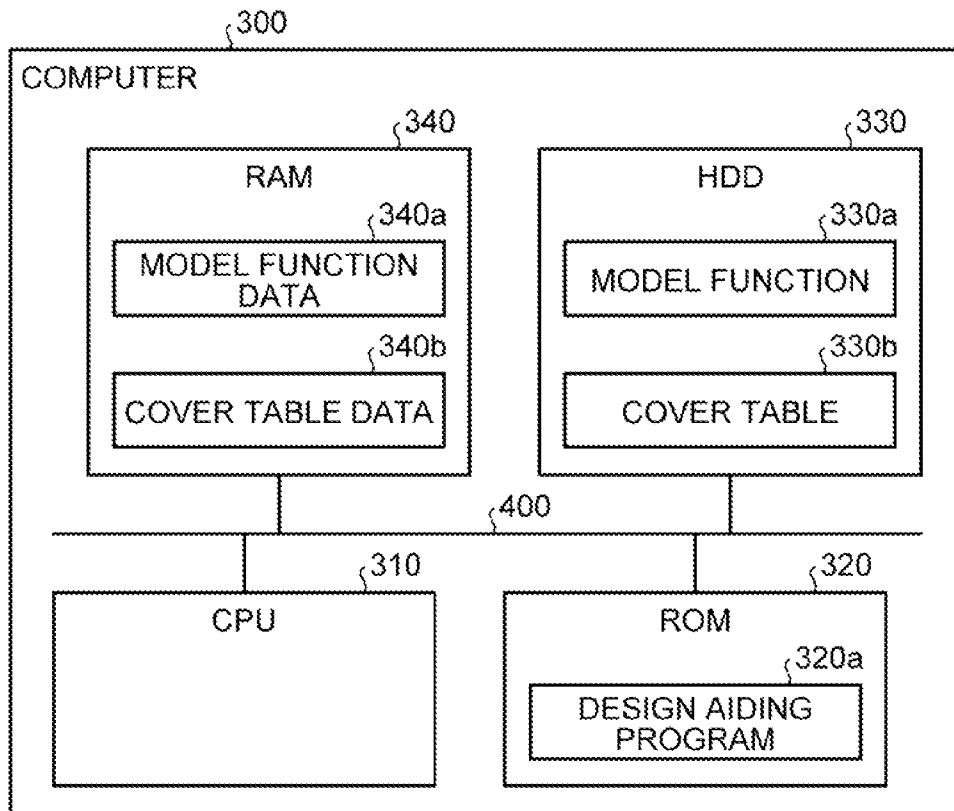 300
COMPUTER
340
RAM
340a
MODEL FUNCTION
DATA
340b
COVER TABLE DATA
330
HDD
330a
MODEL FUNCTION
330b
COVER TABLE
400
310
CPU
320
ROM
320a
DESIGN AIDING
PROGRAM